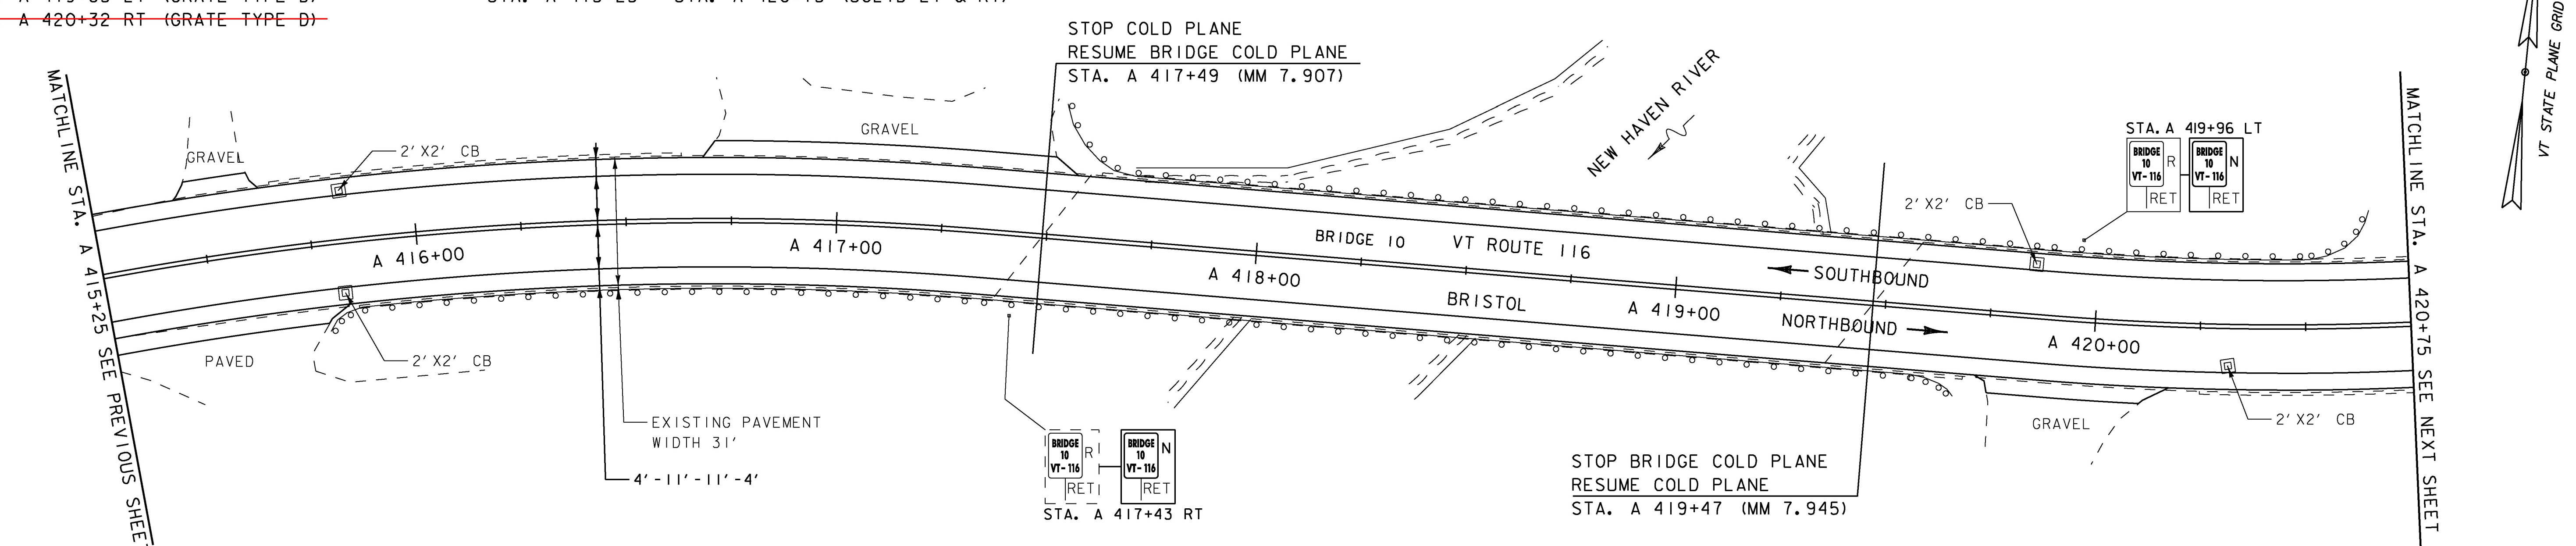 A 420+32 RT (GRATE TYPE D)
STOP COLD PLANE
RESUME BRIDGE COLD PLANE
STA. A 417+49 (MM 7.907)
VT STATE PLANE GRID
MATCHLINE STA. A 415+25 SEE PREVIOUS SHEET
GRAVEL
2'X2' CB
GRAVEL
NEW HAVEN RIVER
STA. A 419+96 LT
BRIDGE
10
VT-116
R
RET
BRIDGE
10
VT-116
N
RET
2'X2' CB
MATCHLINE STA. A 420+75 SEE NEXT SHEET
A 416+00
A 417+00
BRIDGE 10
VT ROUTE 116
A 418+00
SOUTHBOUND
BRISTOL
A 419+00
NORTHBOUND
A 420+00
PAVED
2'X2' CB
EXISTING PAVEMENT
WIDTH 31'
4'-11'-11'-4'
BRIDGE
10
VT-116
R
RET
BRIDGE
10
VT-116
N
RET
STA. A 417+43 RT
GRAVEL
2'X2' CB
STOP BRIDGE COLD PLANE
RESUME COLD PLANE
STA. A 419+47 (MM 7.945)